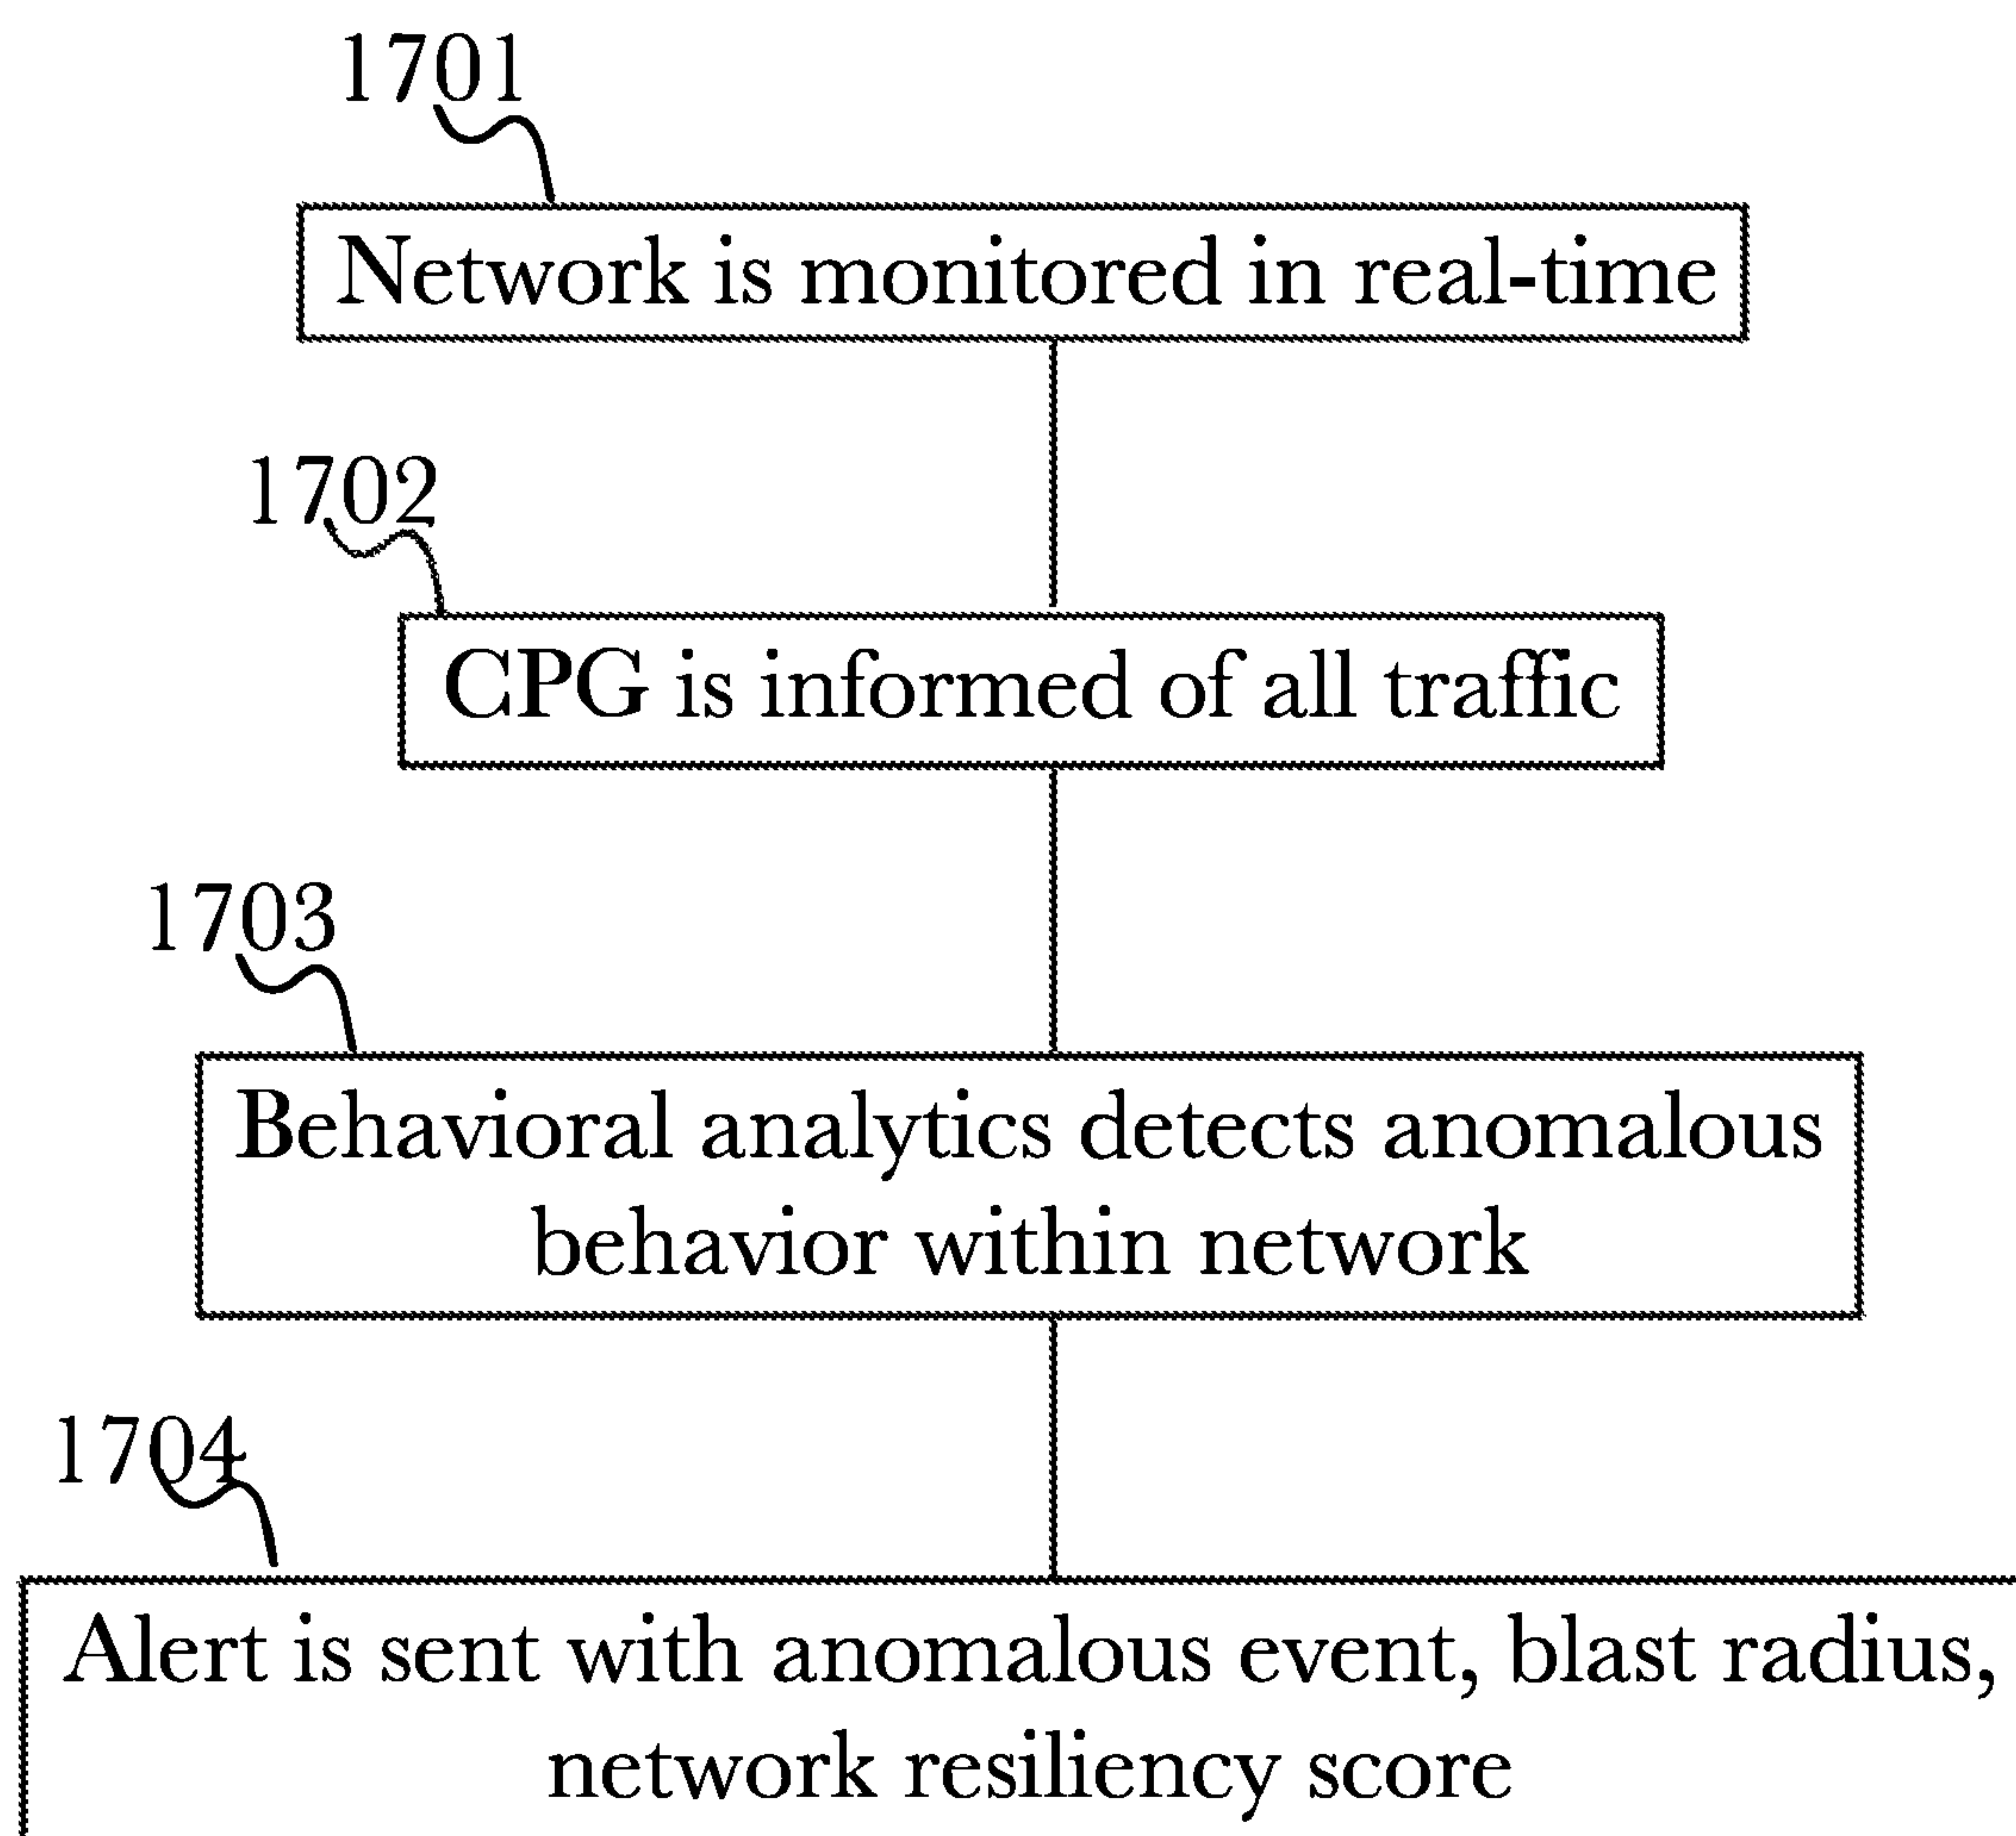 1701
Network is monitored in real-time
1702
CPG is informed of all traffic
1703
Behavioral analytics detects anomalous
behavior within network
1704
Alert is sent with anomalous event, blast radius,
network resiliency score